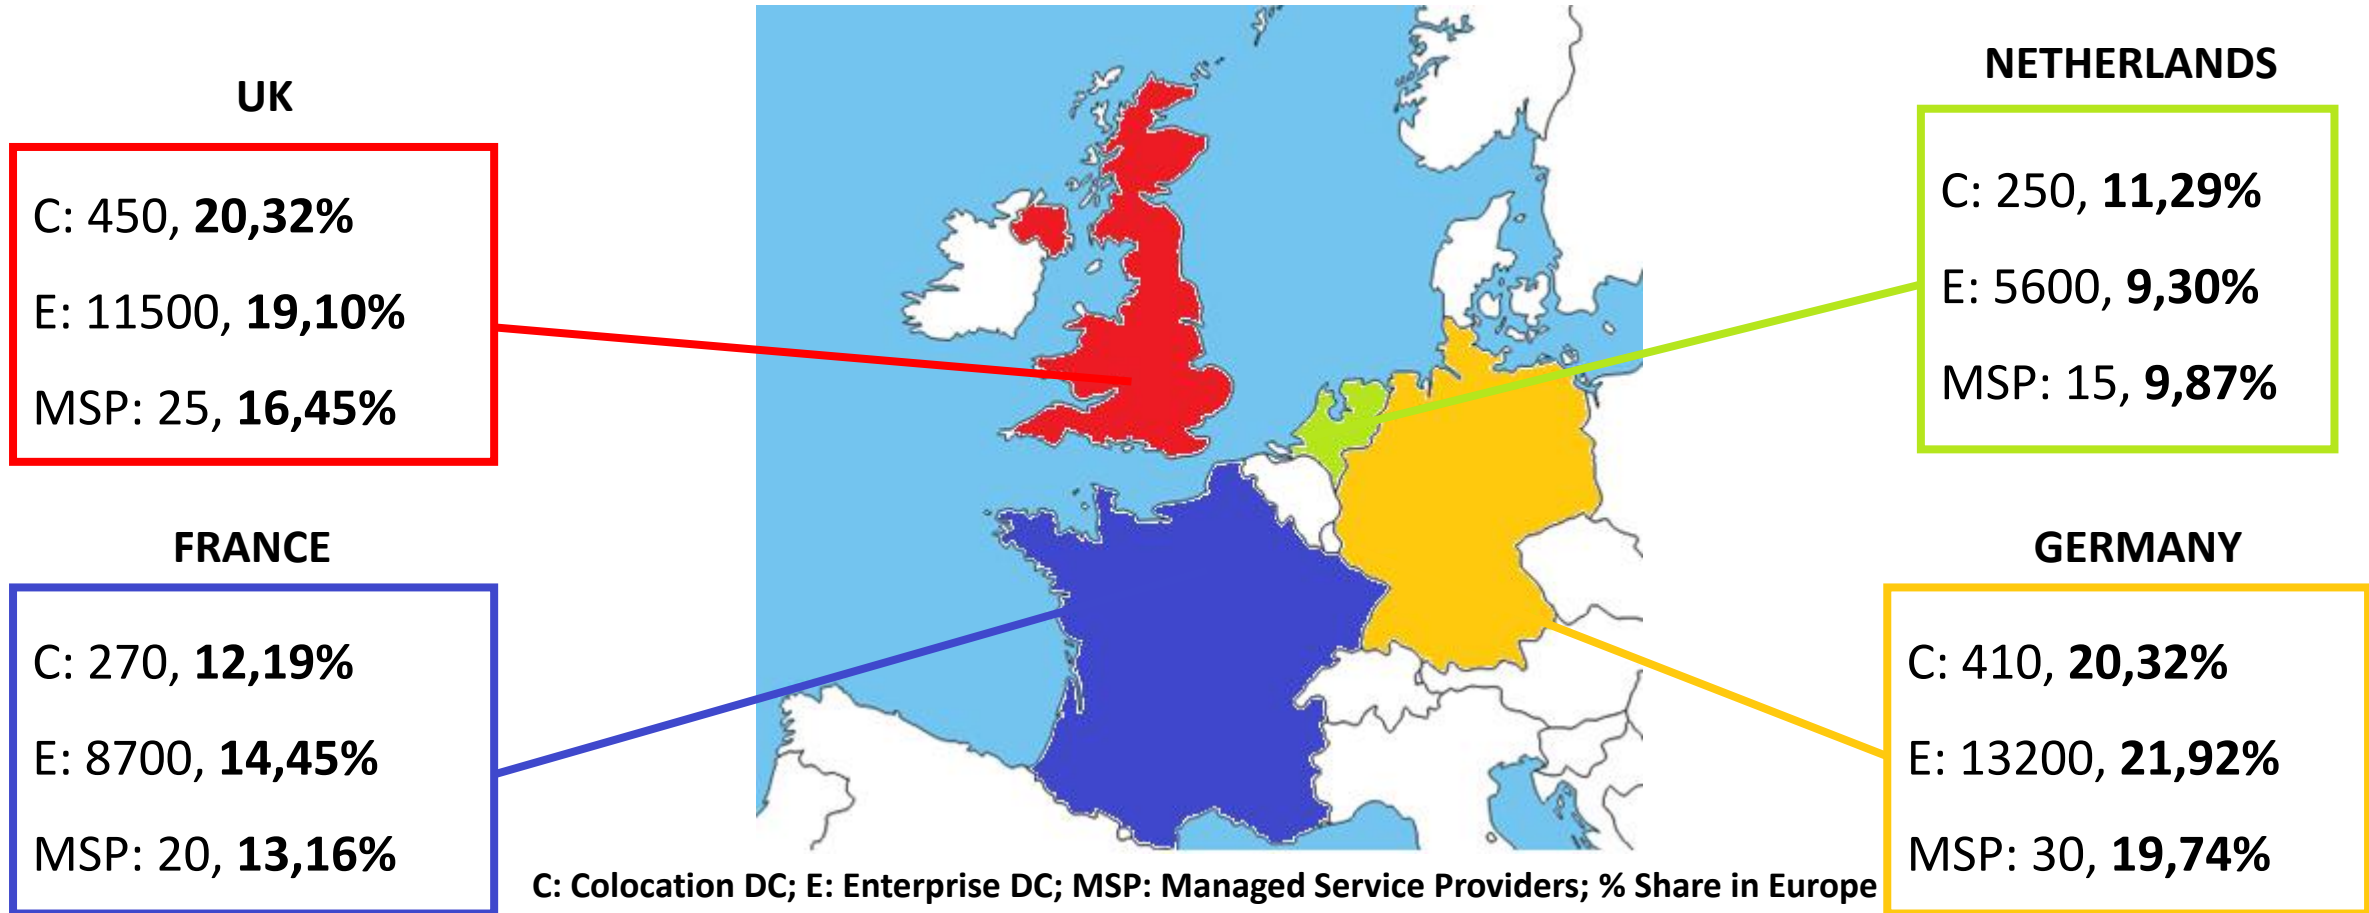 UK
C: 450, 20,32%
E: 11500, 19,10%
MSP: 25, 16,45%
FRANCE
C: 270, 12,19%
E: 8700, 14,45%
MSP: 20, 13,16%
NETHERLANDS
C: 250, 11,29%
E: 5600, 9,30%
MSP: 15, 9,87%
GERMANY
C: 410, 20,32%
E: 13200, 21,92%
MSP: 30, 19,74%
C: Colocation DC; E: Enterprise DC; MSP: Managed Service Providers; % Share in Europe